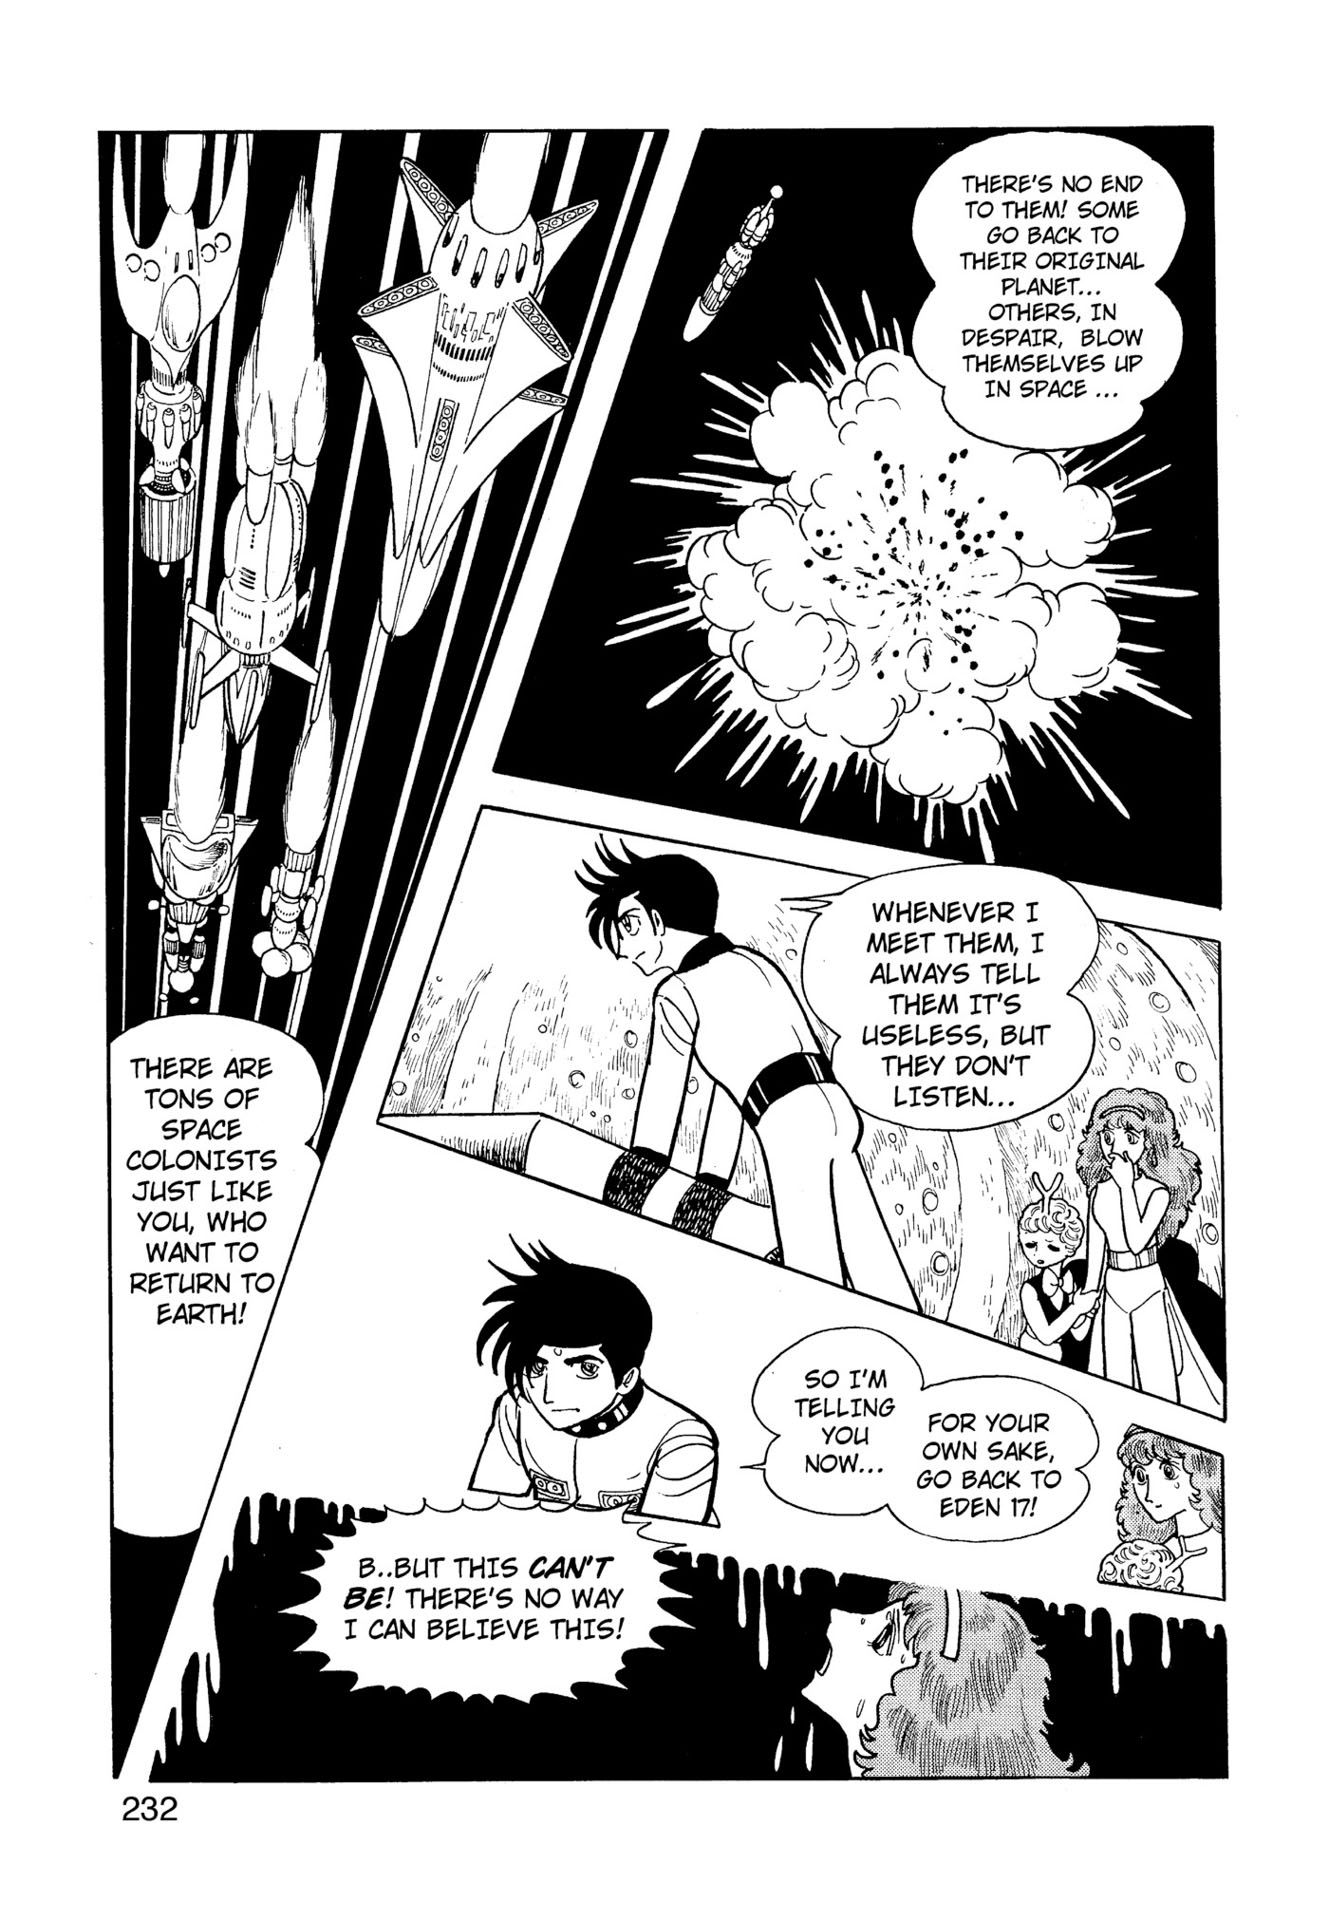 THERE ARE
TONS OF
SPACE
COLONISTS
JUST LIKE
YOU, WHO
WANT TO
RETURN TO
EARTH!
THERE'S NO END
TO THEM! SOME
GO BACK TO
THEIR ORIGINAL
PLANET...
OTHERS, IN
DESPAIR, BLOW
THEMSELVES UP
IN SPACE ...
WHENEVER I
MEET THEM, I
ALWAYS TELL
THEM IT'S
USELESS, BUT
THEY DON'T
LISTEN...
SO I'M
TELLING
YOU
NOW...
FOR YOUR
OWN SAKE,
GO BACK TO
EDEN 17!
B..BUT THIS CAN'T
BE! THERE'S NO WAY
I CAN BELIEVE THIS!
232